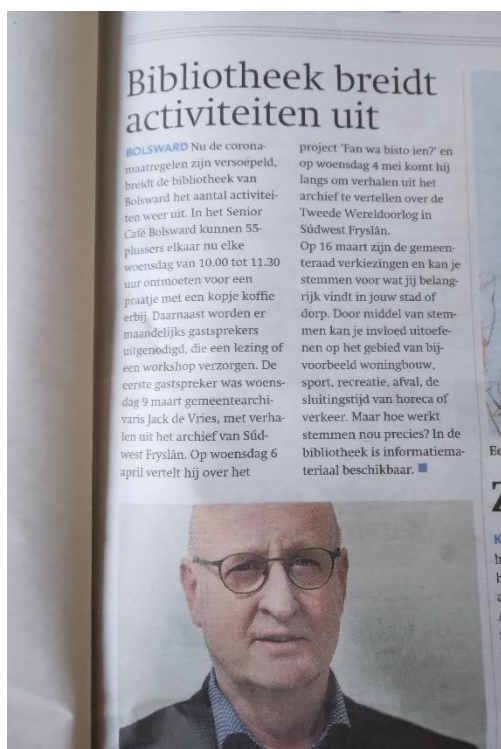 Bibliotheek breidt
activiteiten uit
BOLSWARD Nu de corona-
maatregelen zijn versoepeld,
breidt de bibliotheek van
Bolsward het aantal activitei-
ten weer uit. In het Senior
Café Bolsward kunnen 55-
plussers elkaar nu elke
woensdag van 10.00 tot 11.30
uur ontmoeten voor een
praatje met een kopje koffie
erbij. Daarnaast worden er
maandelijks gastsprekers
uitgenodigd, die een lezing of
een workshop verzorgen. De
eerste gastspreker was woens-
dag 9 maart gemeentearchi-
varis Jack de Vries, met verha-
len uit het archief van Súd-
west Fryslân. Op woensdag 6
april vertelt hij over het
project 'Fan wa bisto ien?' en
op woensdag 4 mei komt hij
langs om verhalen uit het
archief te vertellen over de
Tweede Wereldoorlog in
Súdwest Fryslân.
Op 16 maart zijn de gemeen-
teraad verkiezingen en kan je
stemmen voor wat jij belang-
rijk vindt in jouw stad of
dorp. Door middel van stem-
men kan je invloed uitoefe-
nen op het gebied van bij-
voorbeeld woningbouw,
sport, recreatie, afval, de
sluitingstijd van horeca of
verkeer. Maar hoe werkt
stemmen nou precies? In de
bibliotheek is informatiema-
teriaal beschikbaar.